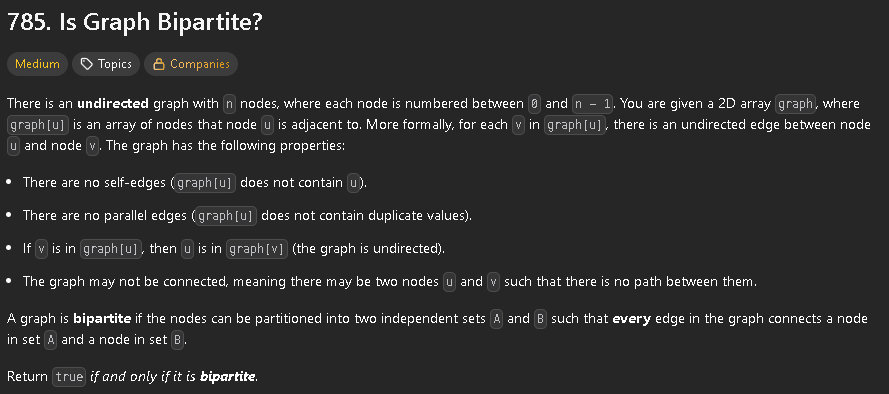 785. Is Graph Bipartite?
Medium Topics Companies
There is an undirected graph with n nodes, where each node is numbered between 0 and n - 1. You are given a 2D array graph, where
graph[u] is an array of nodes that node u is adjacent to. More formally, for each v in graph[u], there is an undirected edge between node
u and node v. The graph has the following properties:
• There are no self-edges (graph[u] does not contain u).
• There are no parallel edges (graph[u] does not contain duplicate values).
• If v is in graph[u], then u is in graph[v] (the graph is undirected).
• The graph may not be connected, meaning there may be two nodes u and v such that there is no path between them.
A graph is bipartite if the nodes can be partitioned into two independent sets A and B such that every edge in the graph connects a node
in set A and a node in set B.
Return true if and only if it is bipartite.